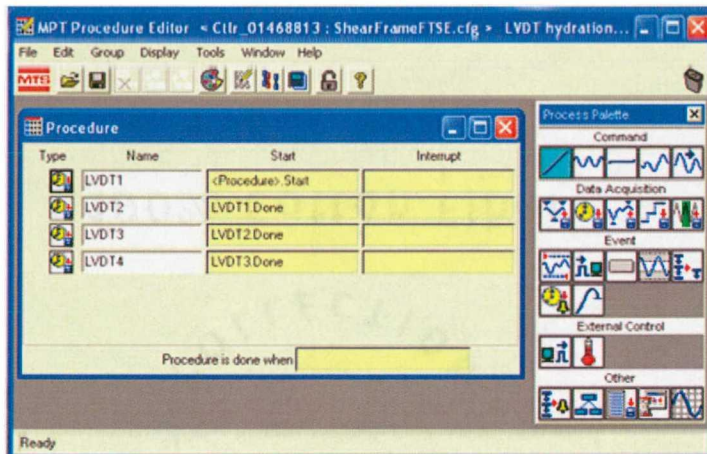 MPT Procedure Editor < Ctlr_01468813 : ShearFrameFTSE.cfg > LVDT hydration...
File Edit Group Display Tools Window Help
MTS
Procedure
Type Name Start Interrupt
LVDT1 <Procedure>.Start
LVDT2 LVDT1.Done
LVDT3 LVDT2.Done
LVDT4 LVDT3.Done
Procedure is done when
Process Palette
Command
Data Acquisition
Event
External Control
Other
Ready